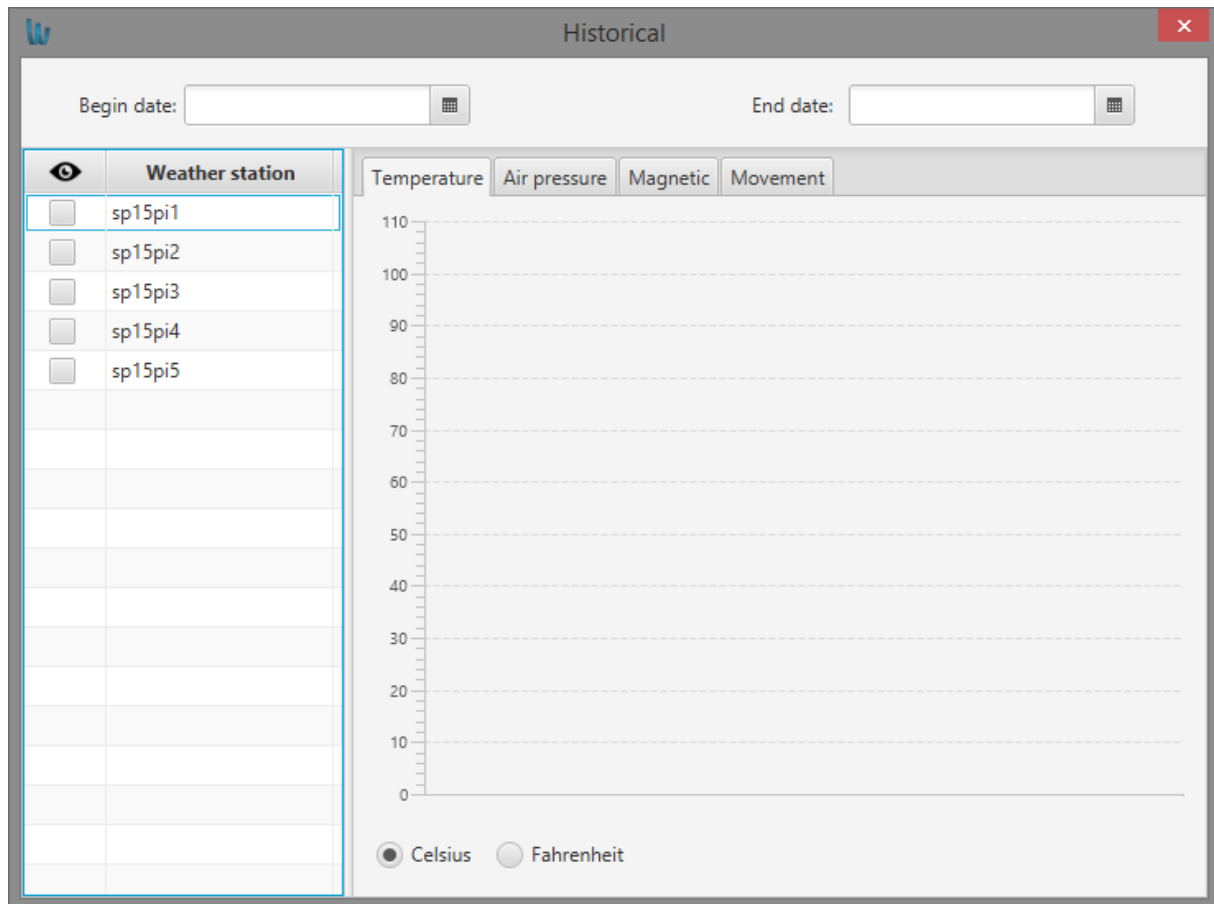 Historical
Begin date:
End date:
Weather station
sp15pi1
sp15pi2
sp15pi3
sp15pi4
sp15pi5
Temperature Air pressure Magnetic Movement
110
100
90
80
70
60
50
40
30
20
10
0
Celsius Fahrenheit